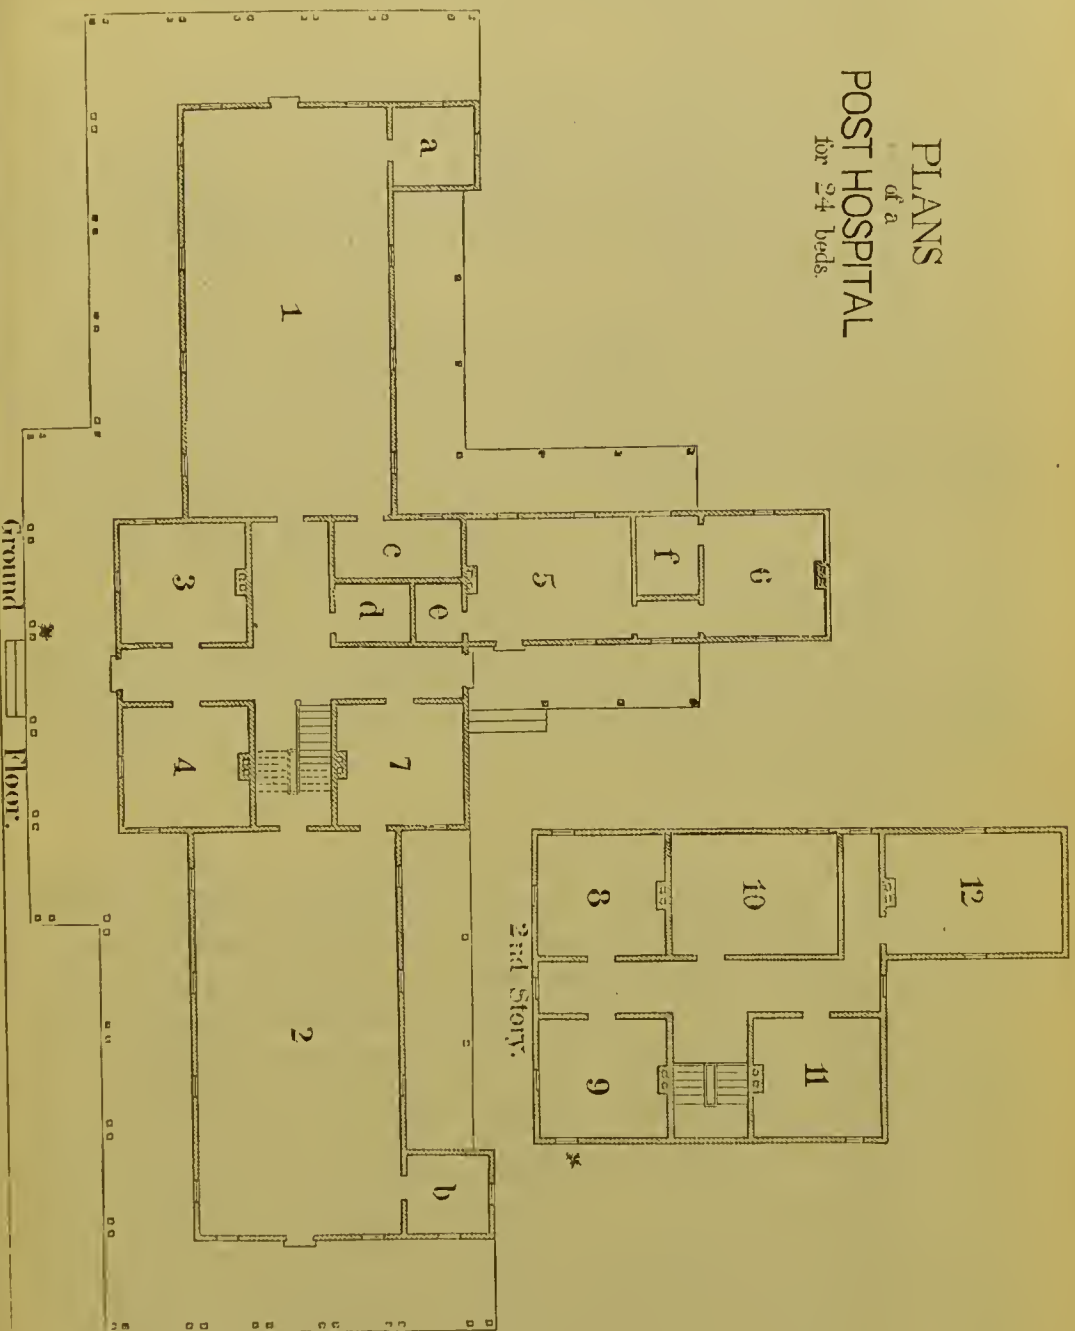 PLANS
of a
POST HOSPITAL
for 24 beds.
12
10
8
11
9
2nd Story.
6
f
5
a
e
c
d
7
b
1
2
3
4
Ground Floor.